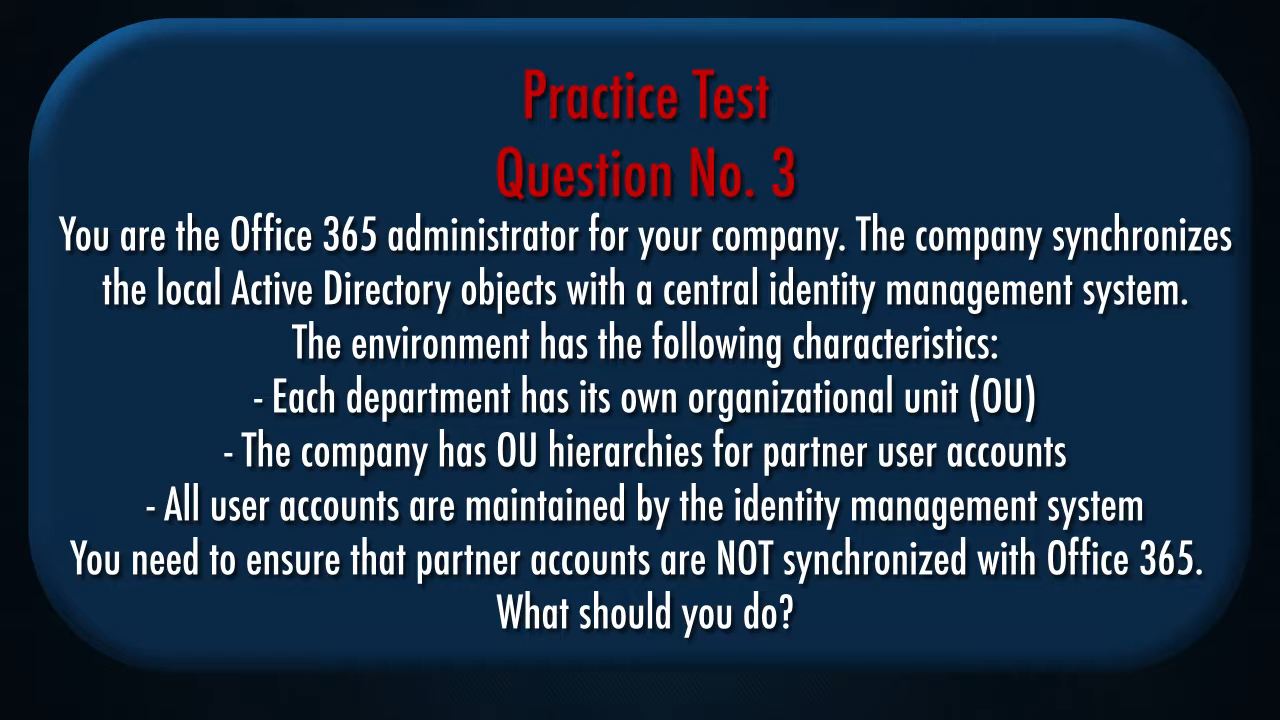 Practice Test
Question No. 3
You are the Office 365 administrator for your company. The company synchronizes
the local Active Directory objects with a central identity management system.
The environment has the following characteristics:
- Each department has its own organizational unit (OU)
- The company has OU hierarchies for partner user accounts
- All user accounts are maintained by the identity management system
You need to ensure that partner accounts are NOT synchronized with Office 365.
What should you do?